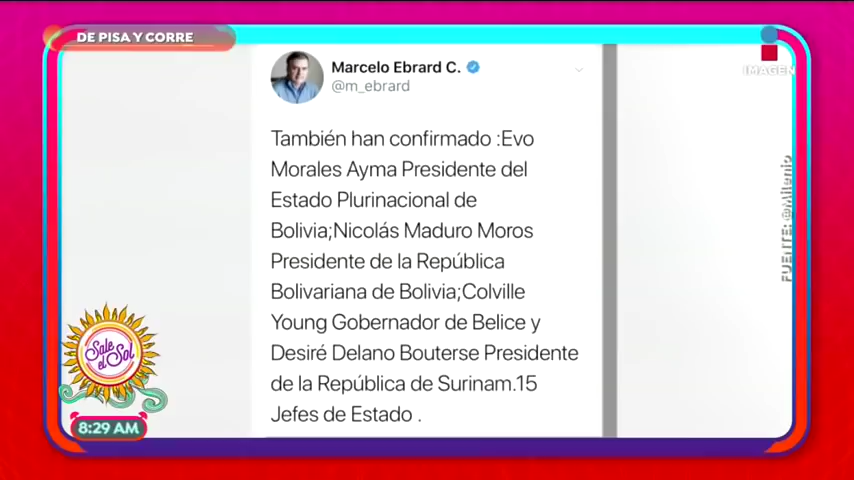 DE PISA Y CORRE
IMAGEN
Marcelo Ebrard C.
@m_ebrard
También han confirmado :Evo
Morales Ayma Presidente del
Estado Plurinacional de
Bolivia;Nicolás Maduro Moros
Presidente de la República
Bolivariana de Bolivia;Colville
Young Gobernador de Belice y
Desiré Delano Bouterse Presidente
de la República de Surinam.15
Jefes de Estado .
FUENTE: @Milenio
Sale
el Sol
8:29 AM